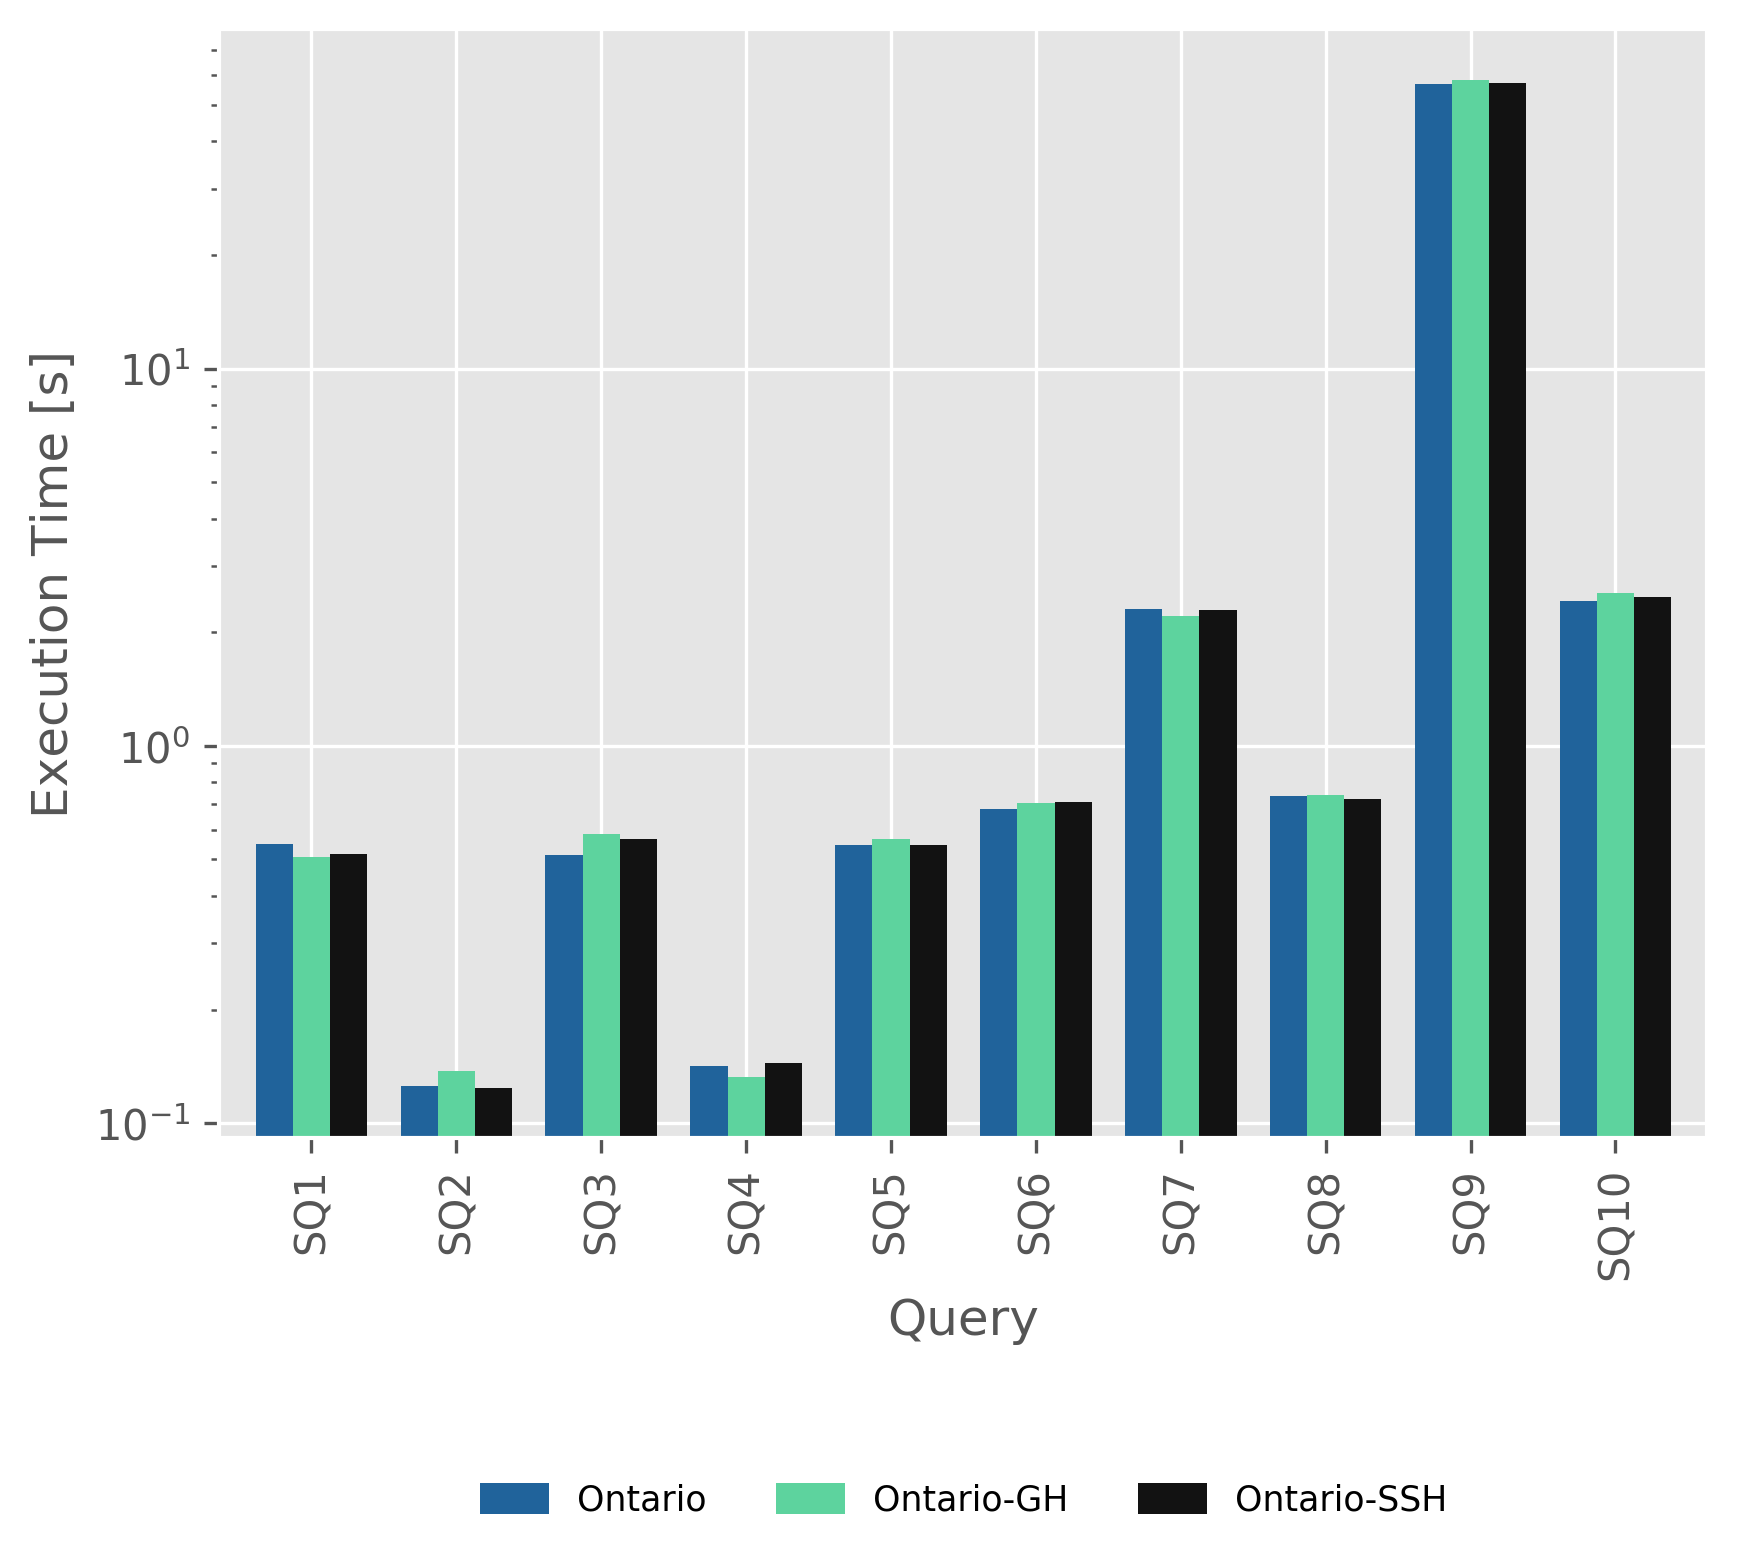 Execution Time [s]
10¹
10⁰
10⁻¹
SQ1 SQ2 SQ3 SQ4 SQ5 SQ6 SQ7 SQ8 SQ9 SQ10
Query
Ontario Ontario-GH Ontario-SSH